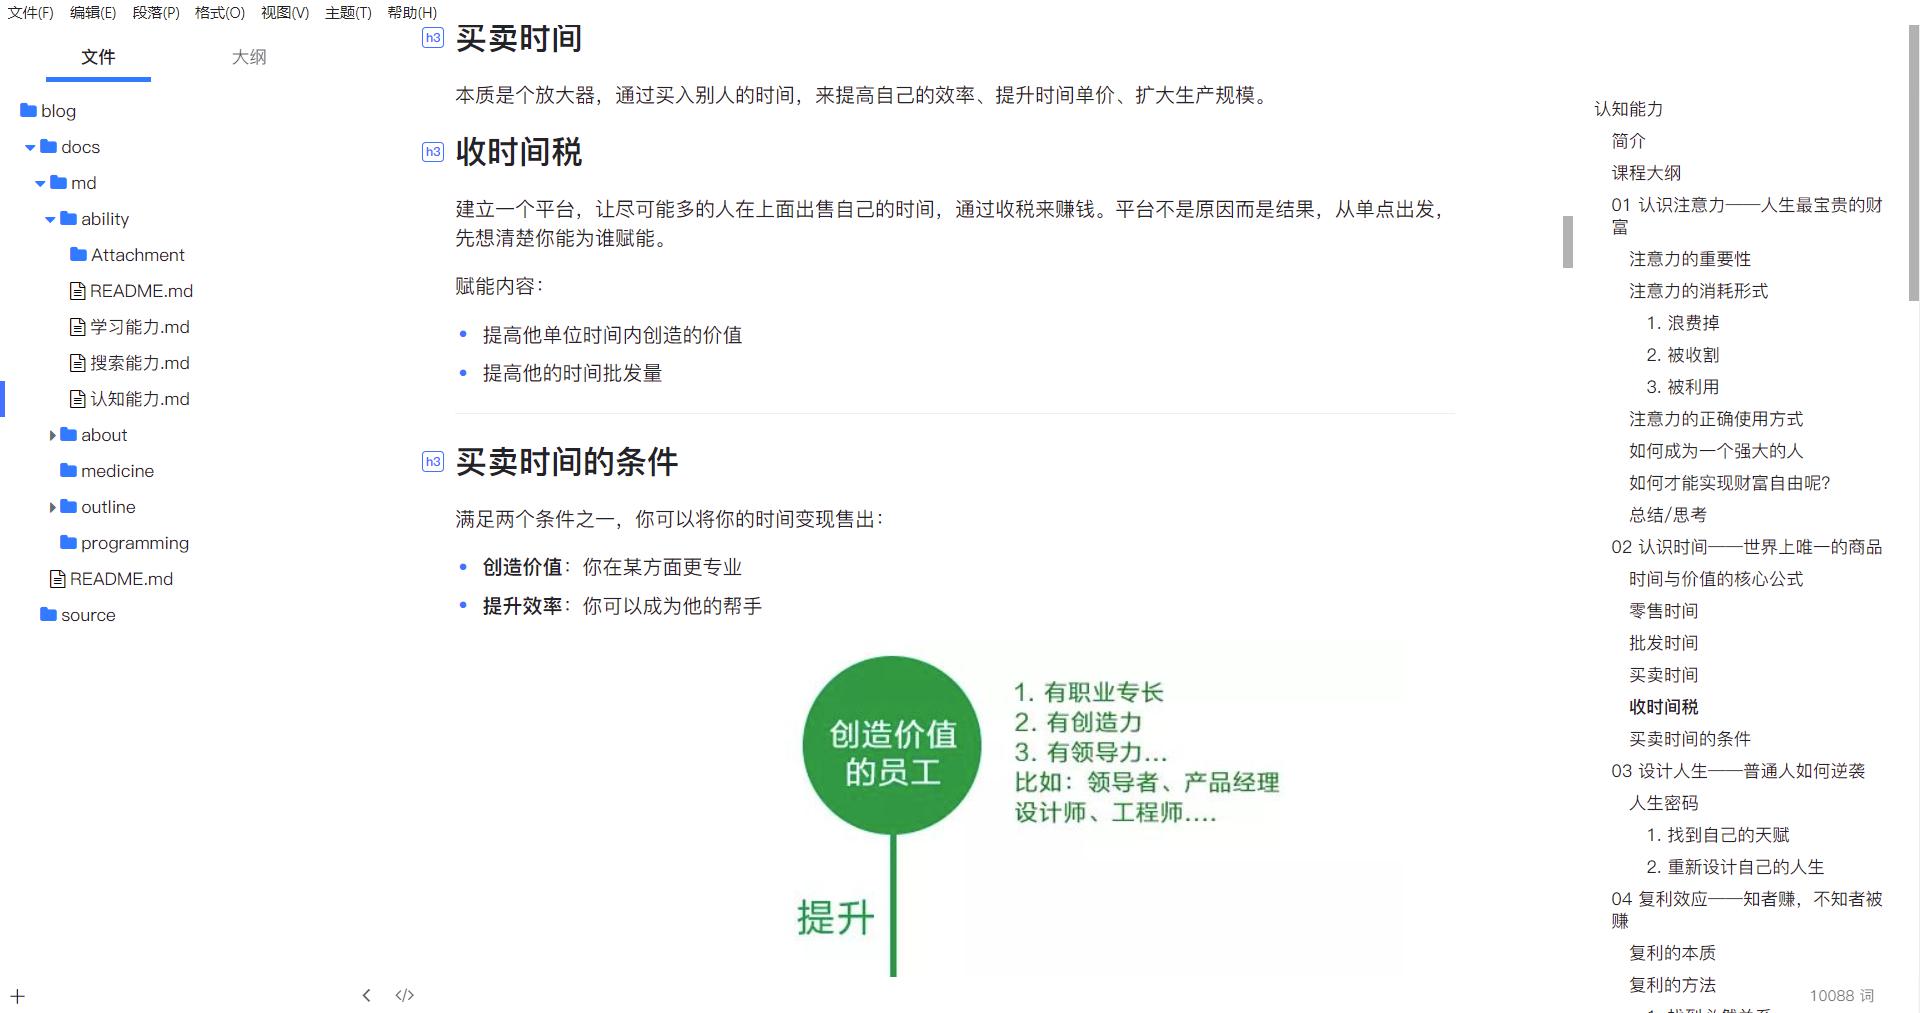 文件(F) 编辑(E) 段落(P) 格式(O) 视图(V) 主题(T) 帮助(H)
文件 大纲
blog
docs
md
ability
Attachment
README.md
学习能力.md
搜索能力.md
认知能力.md
about
medicine
outline
programming
README.md
source
h3 买卖时间
本质是个放大器，通过买入别人的时间，来提高自己的效率、提升时间单价、扩大生产规模。
h3 收时间税
建立一个平台，让尽可能多的人在上面出售自己的时间，通过收税来赚钱。平台不是原因而是结果，从单点出发，
先想清楚你能为谁赋能。
赋能内容：
提高他单位时间内创造的价值
提高他的时间批发量
h3 买卖时间的条件
满足两个条件之一，你可以将你的时间变现售出：
创造价值：你在某方面更专业
提升效率：你可以成为他的帮手
创造价值
的员工
1. 有职业专长
2. 有创造力
3. 有领导力...
比如：领导者、产品经理
设计师、工程师....
提升
认知能力
简介
课程大纲
01 认识注意力——人生最宝贵的财
富
注意力的重要性
注意力的消耗形式
1. 浪费掉
2. 被收割
3. 被利用
注意力的正确使用方式
如何成为一个强大的人
如何才能实现财富自由呢？
总结/思考
02 认识时间——世界上唯一的商品
时间与价值的核心公式
零售时间
批发时间
买卖时间
收时间税
买卖时间的条件
03 设计人生——普通人如何逆袭
人生密码
1. 找到自己的天赋
2. 重新设计自己的人生
04 复利效应——知者赚，不知者被
赚
复利的本质
复利的方法
10088 词